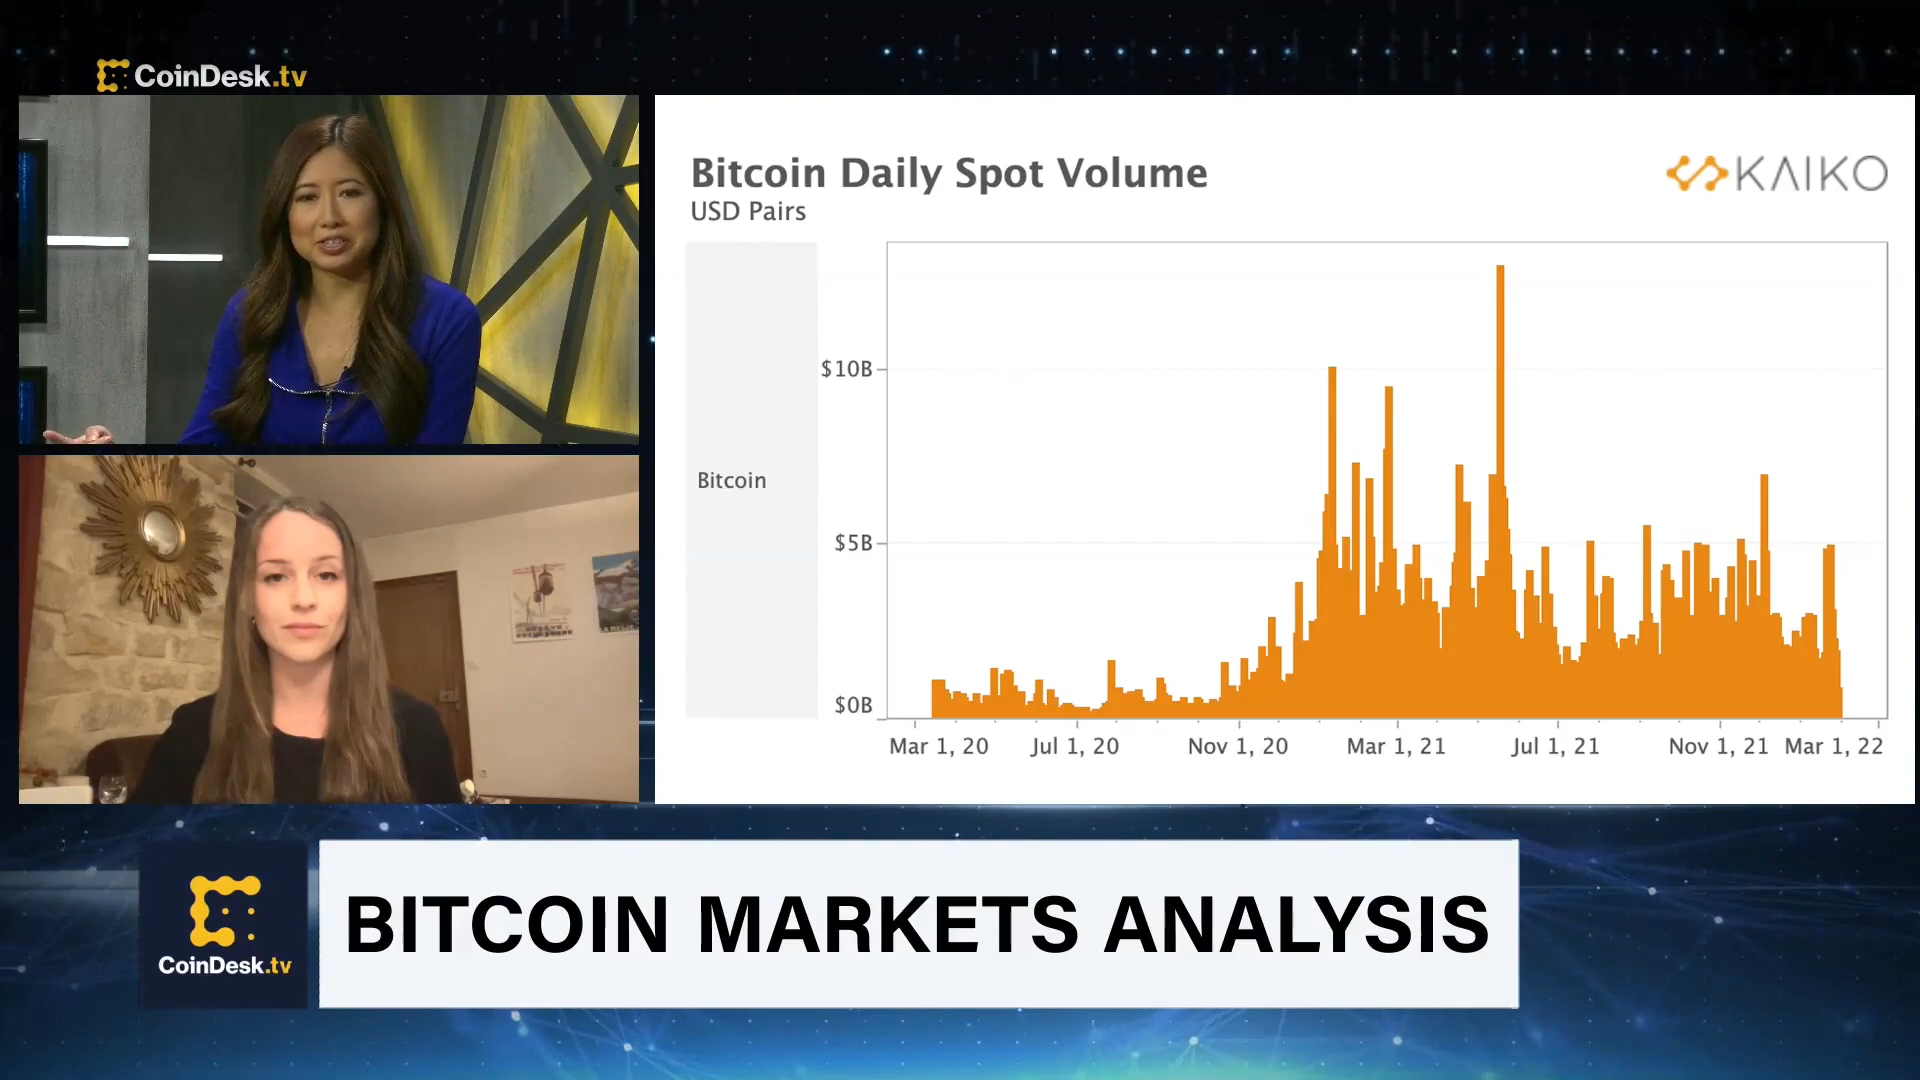 CoinDesk.tv
Bitcoin Daily Spot Volume
KAIKO
USD Pairs
Bitcoin
$10B
$5B
$0B
Mar 1, 20 Jul 1, 20 Nov 1, 20 Mar 1, 21 Jul 1, 21 Nov 1, 21 Mar 1, 22
BITCOIN MARKETS ANALYSIS
CoinDesk.tv